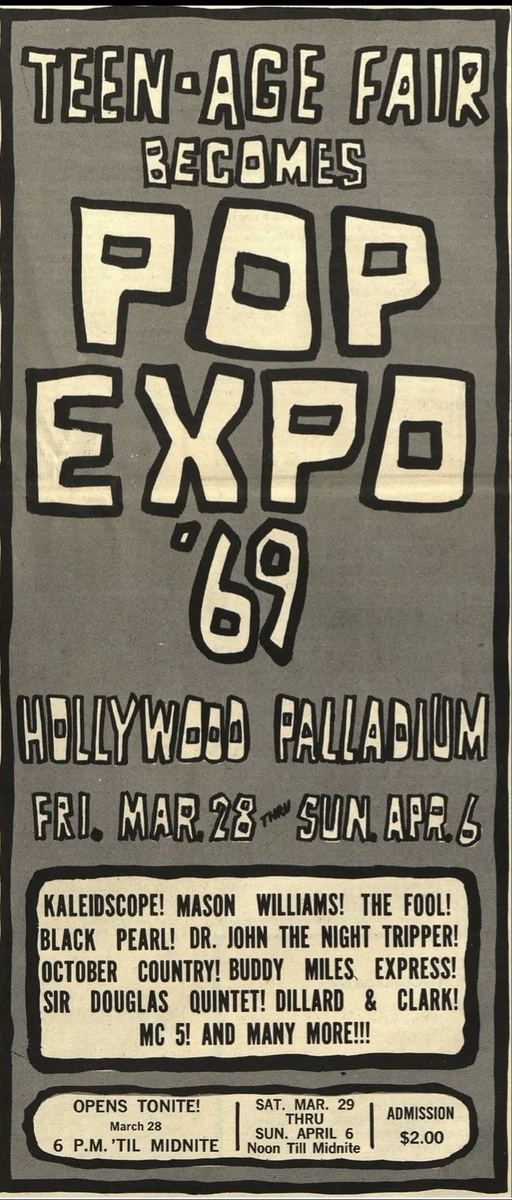 TEEN-AGE FAIR
BECOMES
POP
EXPO
'69
HOLLYWOOD PALLADIUM
FRI. MAR. 28 THRU SUN. APR. 6
KALEIDSCOPE! MASON WILLIAMS! THE FOOL!
BLACK PEARL! DR. JOHN THE NIGHT TRIPPER!
OCTOBER COUNTRY! BUDDY MILES EXPRESS!
SIR DOUGLAS QUINTET! DILLARD & CLARK!
MC 5! AND MANY MORE!!!
OPENS TONITE!
March 28
6 P.M. 'TIL MIDNITE
SAT. MAR. 29
THRU
SUN. APRIL 6
Noon Till Midnite
ADMISSION
$2.00